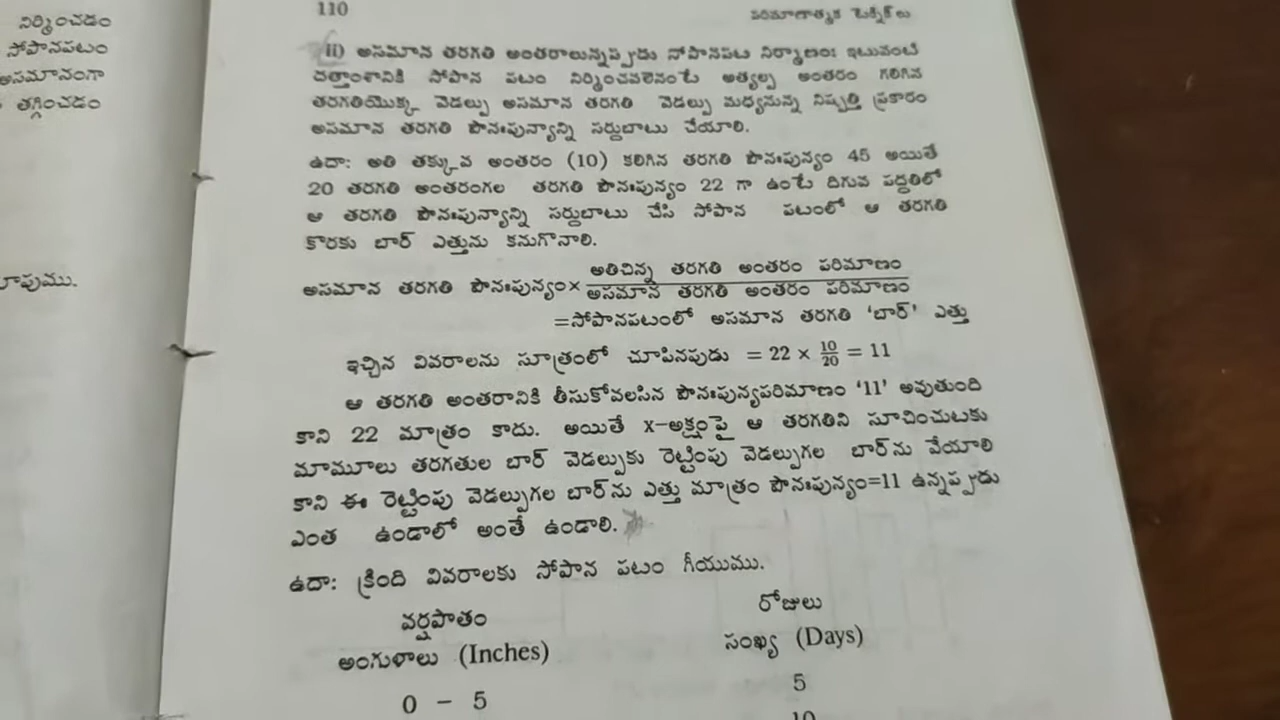 నిర్మించడం
సోపానపటం
అసమానంగా
తగ్గించడం
110
పరిమాణాత్మక టెక్నిక్‌లు
ii) అసమాన తరగతి అంతరాలున్నప్పుడు సోపానపట నిర్మాణం: ఇటువంటి
దత్తాంశానికి సోపాన పటం నిర్మించవలెనంటే అత్యల్ప అంతరం గలిగిన
తరగతియొక్క వెడల్పు అసమాన తరగతి వెడల్పు మధ్యనున్న నిష్పత్తి ప్రకారం
అసమాన తరగతి పౌనఃపున్యాన్ని సర్దుబాటు చేయాలి.
ఉదా: అతి తక్కువ అంతరం (10) కలిగిన తరగతి పౌనఃపున్యం 45 అయితే
20 తరగతి అంతరంగల తరగతి పౌనఃపున్యం 22 గా ఉంటే దిగువ పద్ధతిలో
ఆ తరగతి పౌనఃపున్యాన్ని సర్దుబాటు చేసి సోపాన పటంలో ఆ తరగతి
కొరకు బార్ ఎత్తును కనుగొనాలి.
అసమాన తరగతి పౌనఃపున్యం× అతిచిన్న తరగతి అంతరం పరిమాణం
అసమాన తరగతి అంతరం పరిమాణం
=సోపానపటంలో అసమాన తరగతి ‘బార్’ ఎత్తు
ఇచ్చిన వివరాలను సూత్రంలో చూపినపుడు = 22 × 10/20 = 11
ఆ తరగతి అంతరానికి తీసుకోవలసిన పౌనఃపున్యపరిమాణం ‘11’ అవుతుంది
కాని 22 మాత్రం కాదు. అయితే x-అక్షంపై ఆ తరగతిని సూచించుటకు
మామూలు తరగతుల బార్ వెడల్పుకు రెట్టింపు వెడల్పుగల బార్‌ను వేయాలి
కాని ఈ రెట్టింపు వెడల్పుగల బార్‌ను ఎత్తు మాత్రం పౌనఃపున్యం=11 ఉన్నప్పుడు
ఎంత ఉండాలో అంతే ఉండాలి.
ఉదా: క్రింది వివరాలకు సోపాన పటం గీయుము.
వర్షపాతం
రోజులు
అంగుళాలు (Inches)
సంఖ్య (Days)
0 – 5
5
10